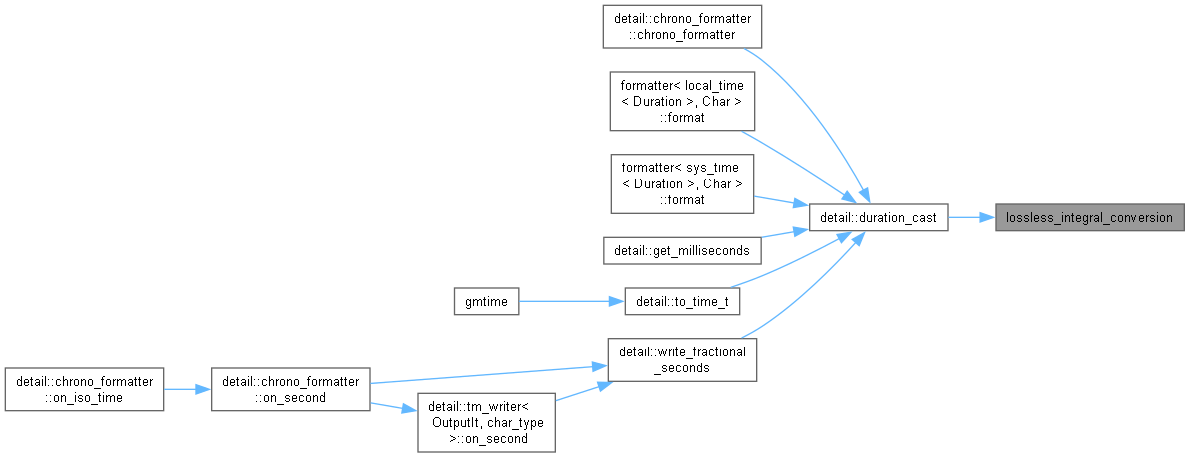 detail::chrono_formatter
::chrono_formatter
formatter< local_time
< Duration >, Char >
::format
formatter< sys_time
< Duration >, Char >
::format
detail::duration_cast
lossless_integral_conversion
detail::get_milliseconds
gmtime
detail::to_time_t
detail::write_fractional
_seconds
detail::chrono_formatter
::on_iso_time
detail::chrono_formatter
::on_second
detail::tm_writer<
OutputIt, char_type
>::on_second